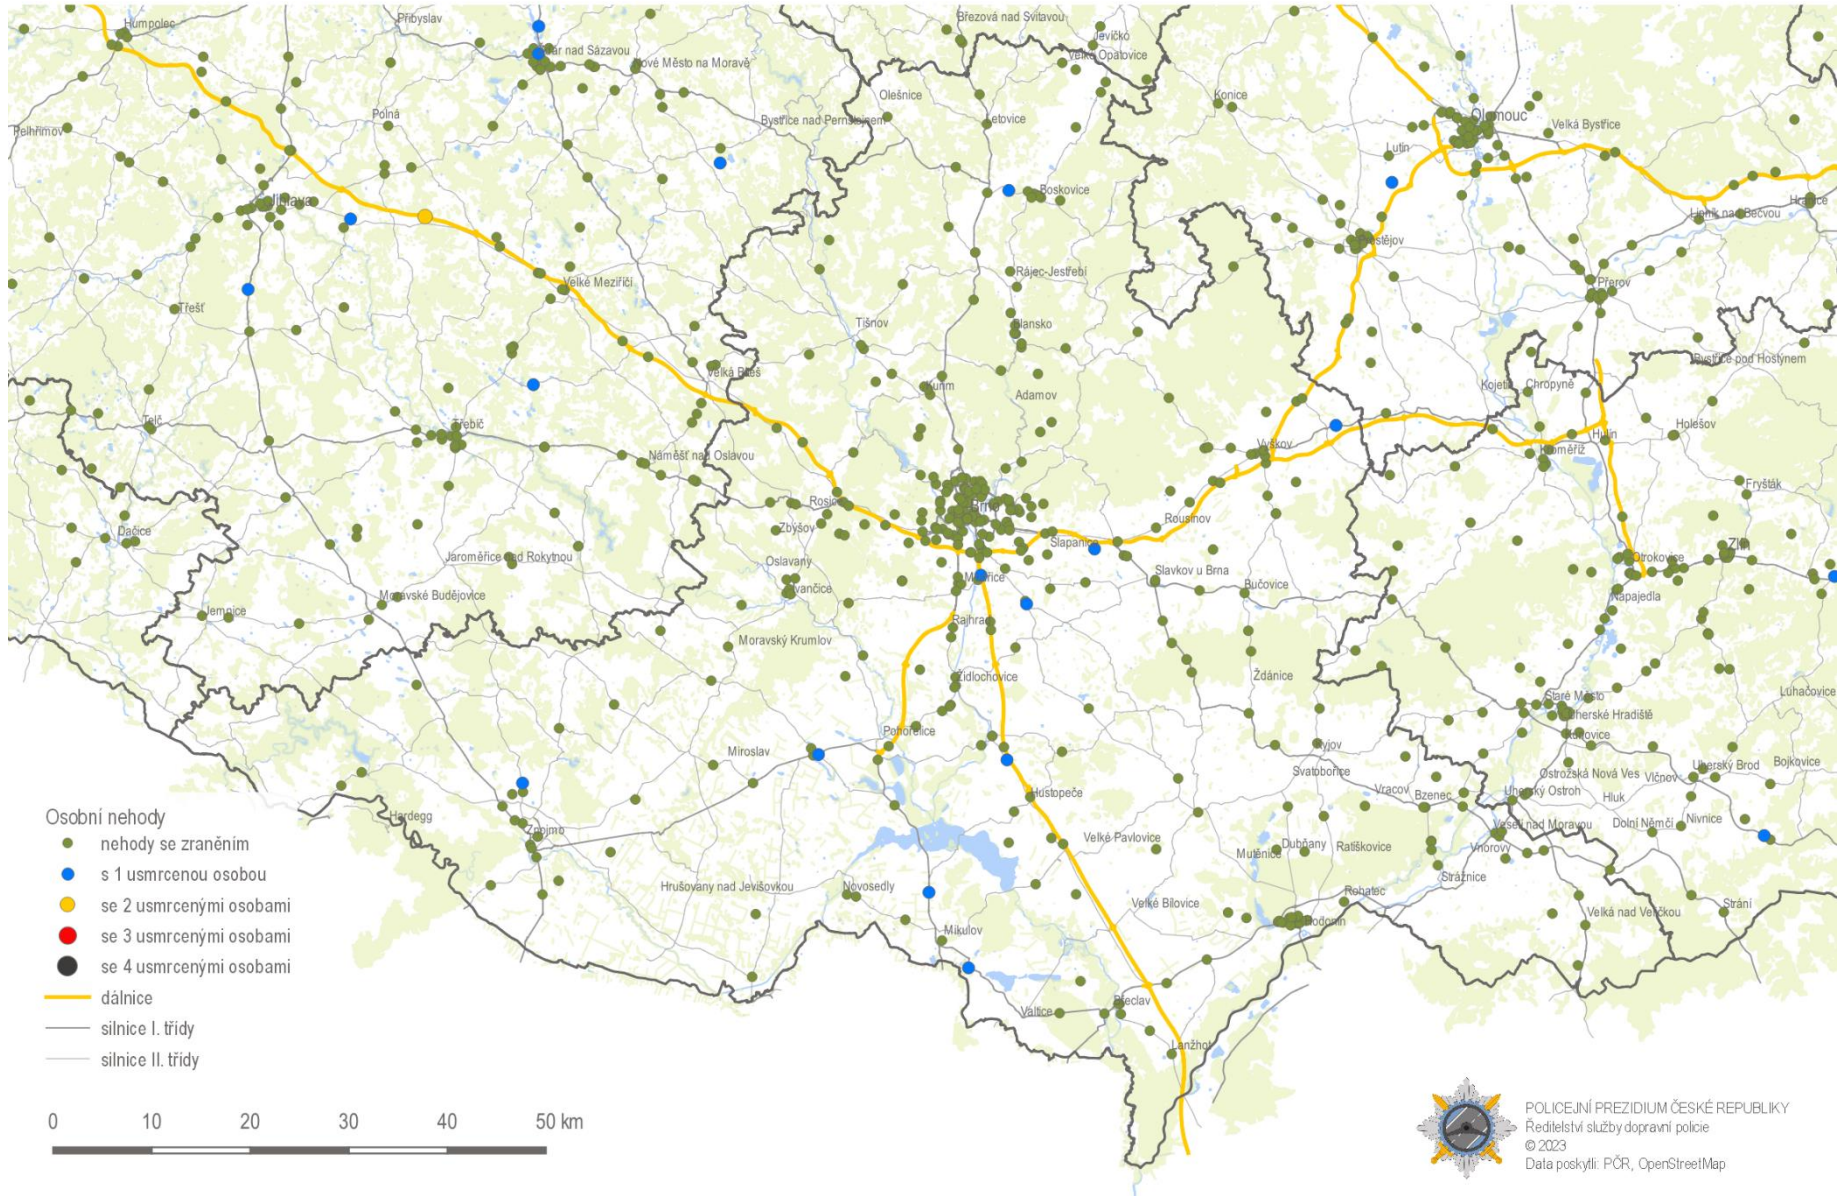 Humpolec
Přibyslav
Březová nad Svitavou
Jevíčko
Žďár nad Sázavou
Nové Město na Moravě
Velké Opatovice
Olešnice
Konice
Polná
Bystřice nad Pernštejnem
Letovice
Olomouc
Velká Bystřice
Pelhřimov
Lutín
Jihlava
Boskovice
Hranice
Lipník nad Bečvou
Prostějov
Rájec-Jestřebí
Velké Meziříčí
Přerov
Třešť
Tišnov
Blansko
Bystřice pod Hostýnem
Velká Bíteš
Kuřim
Adamov
Kojetín
Chropyně
Telč
Třebíč
Holešov
Hulín
Vyškov
Kroměříž
Náměšť nad Oslavou
Fryšták
Rosice
Brno
Rousínov
Zbýšov
Dačice
Šlapanice
Zlín
Jaroměřice nad Rokytnou
Oslavany
Otrokovice
Slavkov u Brna
Modřice
Bučovice
Ivančice
Moravské Budějovice
Napajedla
Jemnice
Rajhrad
Moravský Krumlov
Židlochovice
Ždánice
Luhačovice
Staré Město
Uherské Hradiště
Pohořelice
Kunovice
Miroslav
Kyjov
Uherský Brod
Bojkovice
Svatobořice
Ostrožská Nová Ves
Vlčnov
Vracov
Bzenec
Uherský Ostroh
Hluk
Hustopeče
Hardegg
Nivnice
Dolní Němčí
Veselí nad Moravou
Znojmo
Velké Pavlovice
Dubňany
Ratíškovice
Vnorovy
Mutěnice
Strážnice
Hrušovany nad Jevišovkou
Novosedly
Rohatec
Velké Bílovice
Strání
Hodonín
Velká nad Veličkou
Mikulov
Břeclav
Valtice
Lanžhot
Osobní nehody
nehody se zraněním
s 1 usmrcenou osobou
se 2 usmrcenými osobami
se 3 usmrcenými osobami
se 4 usmrcenými osobami
dálnice
silnice I. třídy
silnice II. třídy
0 10 20 30 40 50 km
POLICEJNÍ PREZIDIUM ČESKÉ REPUBLIKY
Ředitelství služby dopravní policie
© 2023
Data poskytli: PČR, OpenStreetMap